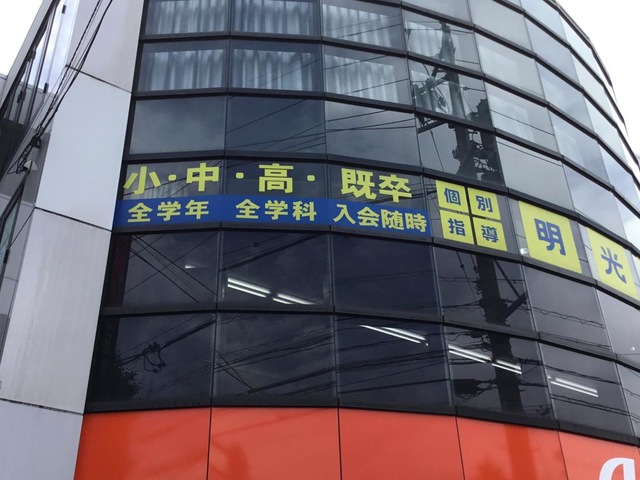 小・中・高・既卒
全学年 全学科 入会随時
個別
指導
明光